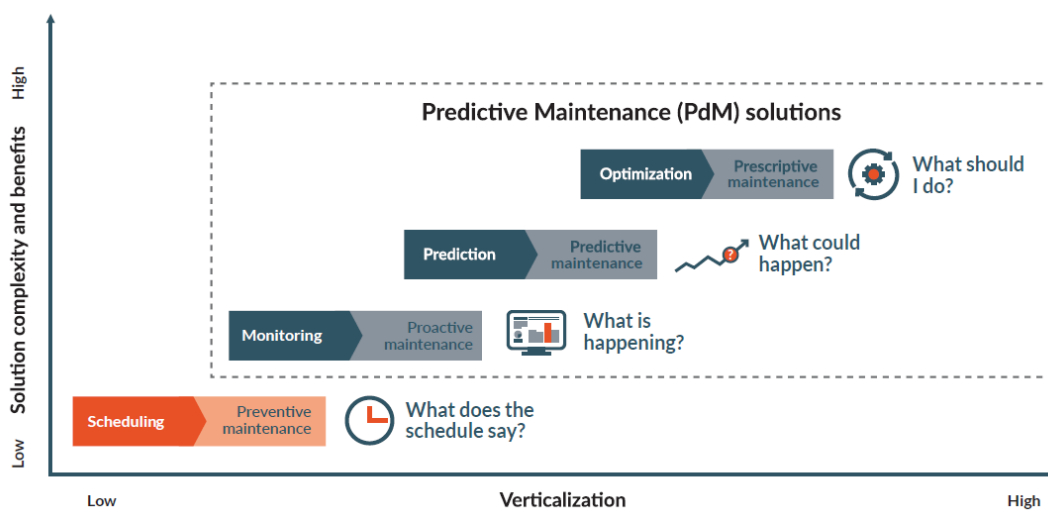 High
Solution complexity and benefits
Low
Predictive Maintenance (PdM) solutions
Optimization
Prescriptive
maintenance
What should
I do?
Prediction
Predictive
maintenance
?
What could
happen?
Monitoring
Proactive
maintenance
What is
happening?
Scheduling
Preventive
maintenance
What does the
schedule say?
Low
Verticalization
High